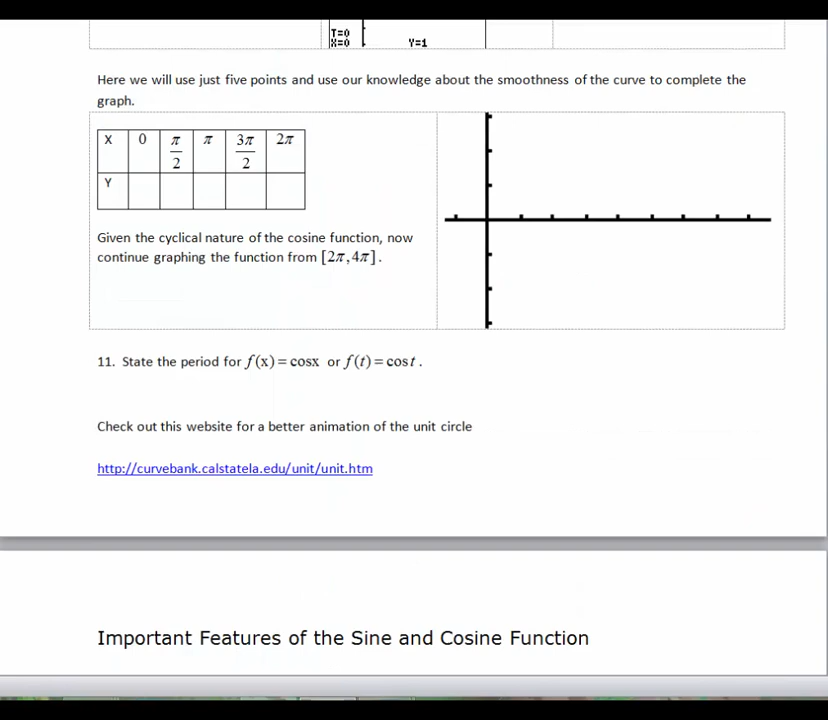 T=0
X=0 Y=1
Here we will use just five points and use our knowledge about the smoothness of the curve to complete the
graph.
X 0 π/2 π 3π/2 2π
Y
Given the cyclical nature of the cosine function, now
continue graphing the function from [2π,4π].
11. State the period for f(x)=cosx or f(t)=cost.
Check out this website for a better animation of the unit circle
http://curvebank.calstatela.edu/unit/unit.htm
Important Features of the Sine and Cosine Function